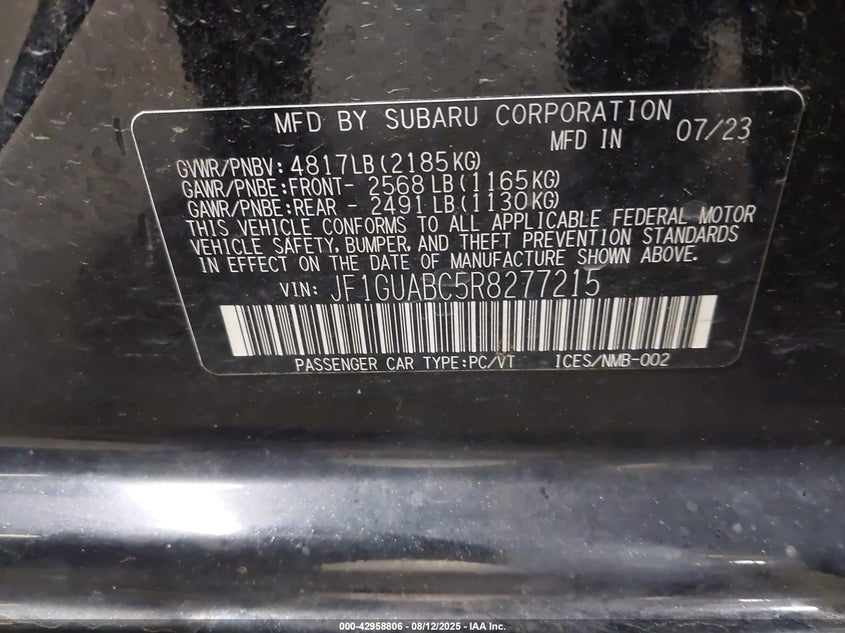 MFD BY SUBARU CORPORATION
MFD IN 07/23
GVWR/PNBV: 4817LB(2185KG)
GAWR/PNBE:FRONT- 2568 LB(1165KG)
GAWR/PNBE:REAR - 2491 LB(1130KG)
THIS VEHICLE CONFORMS TO ALL APPLICABLE FEDERAL MOTOR
VEHICLE SAFETY, BUMPER, AND THEFT PREVENTION STANDARDS
IN EFFECT ON THE DATE OF MANUFACTURE SHOWN ABOVE.
VIN: JF1GUABC5R8277215
PASSENGER CAR TYPE:PC/VT ICES/NMB-002
000-42958806 - 08/12/2025 - IAA Inc.